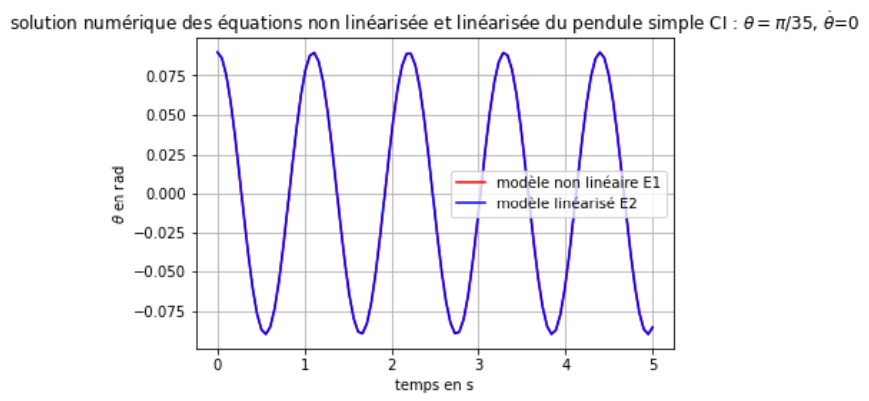 solution numérique des équations non linéarisée et linéarisée du pendule simple CI : θ = π/35, θ̇=0
0.075
0.050
0.025
0.000
−0.025
−0.050
−0.075
θ en rad
modèle non linéaire E1
modèle linéarisé E2
0 1 2 3 4 5
temps en s